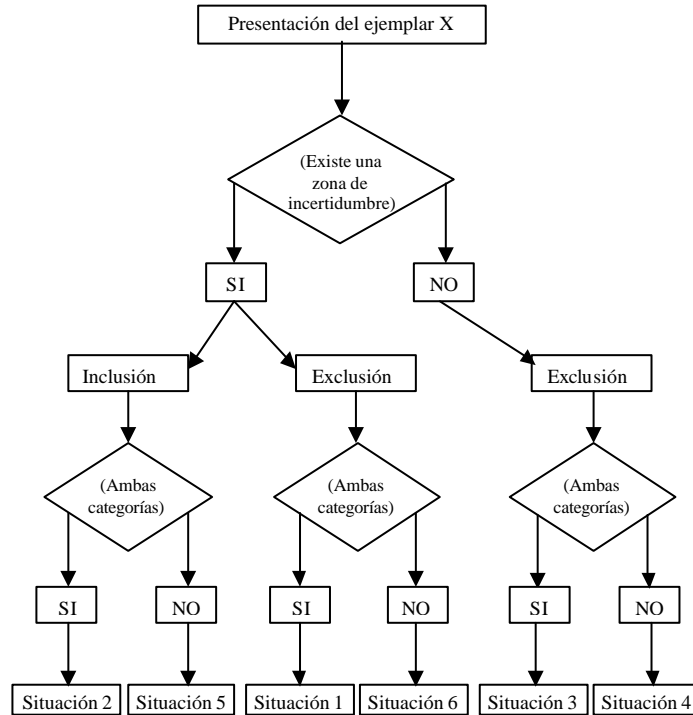 Presentación del ejemplar X
(Existe una
zona de
incertidumbre)
SI
NO
Inclusión
Exclusión
Exclusión
(Ambas
categorías)
(Ambas
categorías)
(Ambas
categorías)
SI
NO
SI
NO
SI
NO
Situación 2
Situación 5
Situación 1
Situación 6
Situación 3
Situación 4